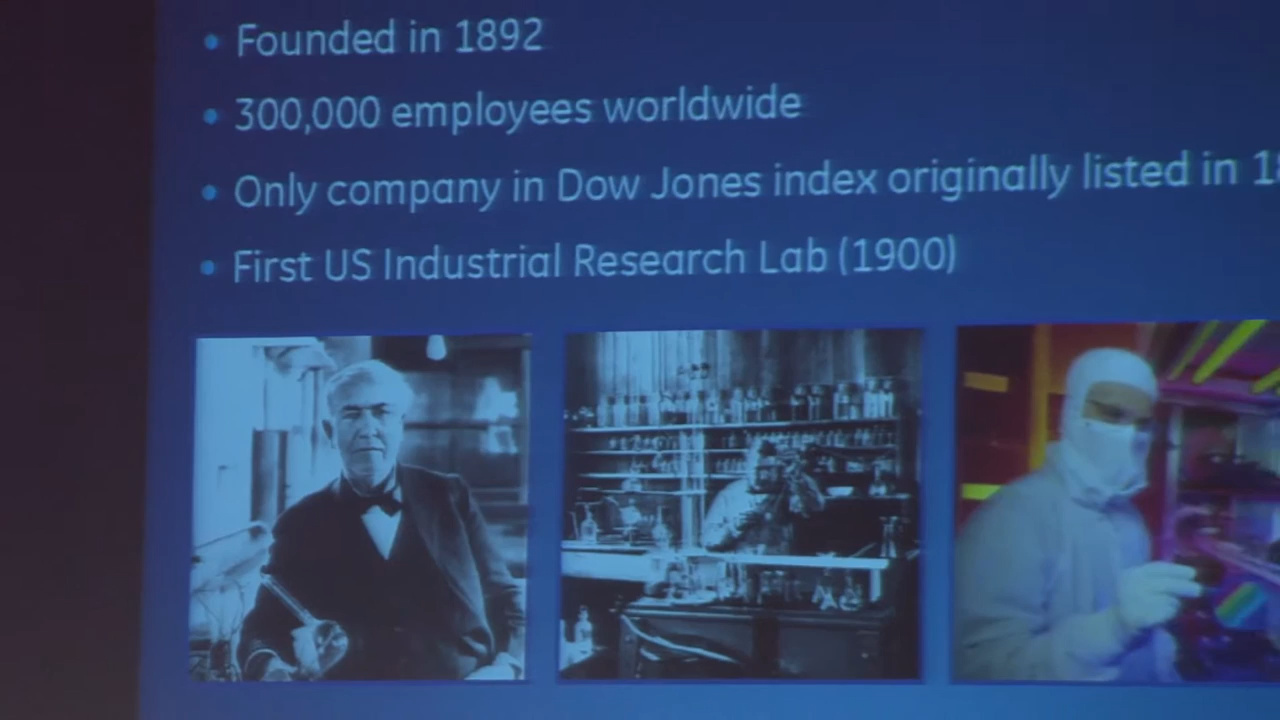 • Founded in 1892
• 300,000 employees worldwide
• Only company in Dow Jones index originally listed in
• First US Industrial Research Lab (1900)